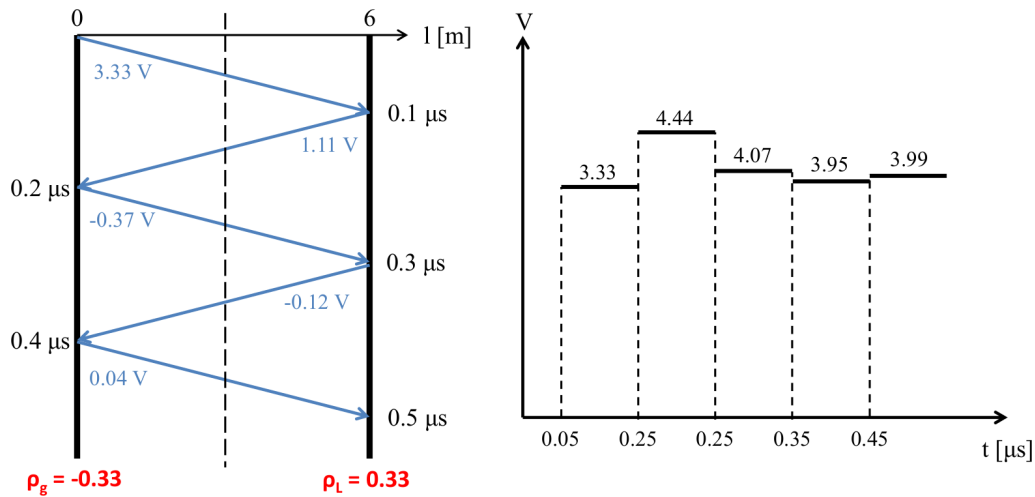 0
6
l [m]
3.33 V
0.1 μs
1.11 V
0.2 μs
-0.37 V
0.3 μs
-0.12 V
0.4 μs
0.04 V
0.5 μs
ρg = -0.33
ρL = 0.33
V
3.33
4.44
4.07
3.95
3.99
0.05
0.25
0.25
0.35
0.45
t [μs]